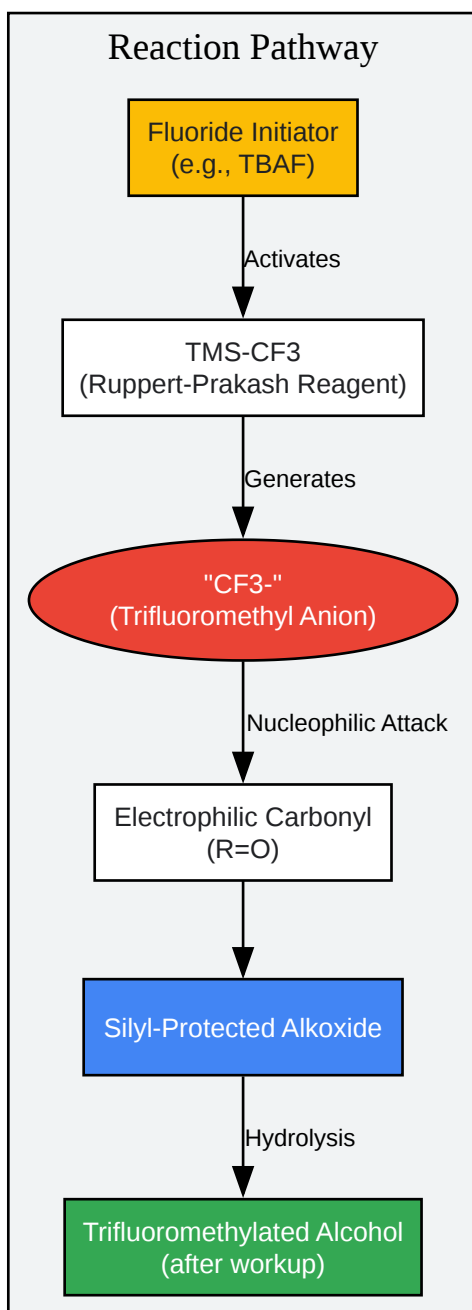 Reaction Pathway
Fluoride Initiator
(e.g., TBAF)
Activates
TMS-CF3
(Ruppert-Prakash Reagent)
Generates
"CF3-"
(Trifluoromethyl Anion)
Nucleophilic Attack
Electrophilic Carbonyl
(R=O)
Silyl-Protected Alkoxide
Hydrolysis
Trifluoromethylated Alcohol
(after workup)